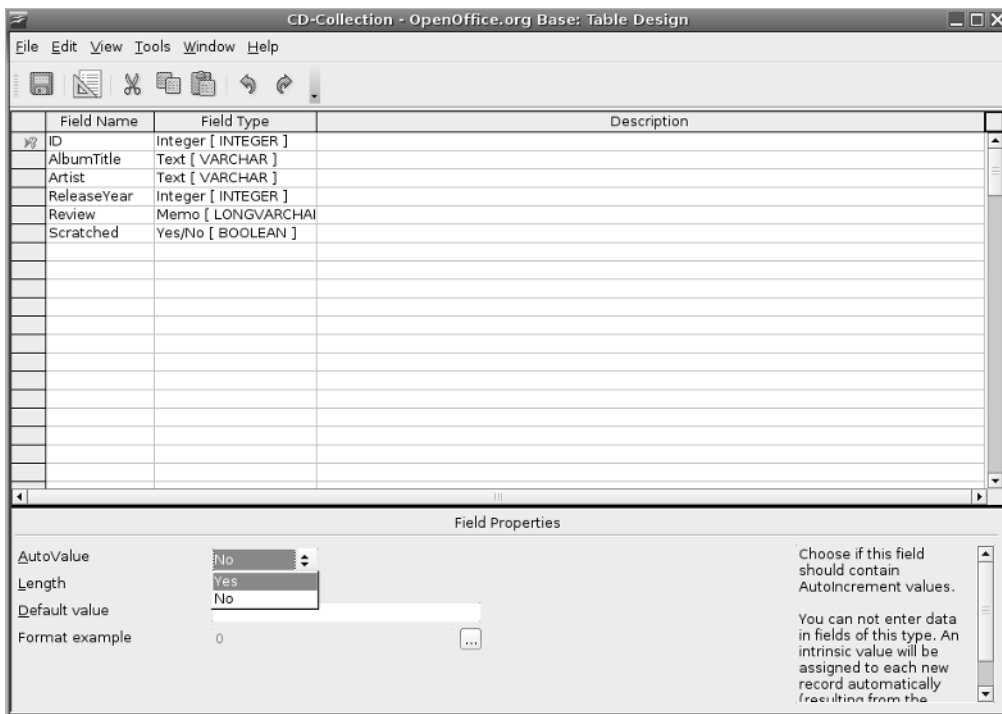 CD-Collection - OpenOffice.org Base: Table Design
File Edit View Tools Window Help
Field Name Field Type Description
ID Integer [ INTEGER ]
AlbumTitle Text [ VARCHAR ]
Artist Text [ VARCHAR ]
ReleaseYear Integer [ INTEGER ]
Review Memo [ LONGVARCHAI
Scratched Yes/No [ BOOLEAN ]
Field Properties
AutoValue No
Yes
No
Length
Default value
Format example 0 ...
Choose if this field
should contain
AutoIncrement values.
You can not enter data
in fields of this type. An
intrinsic value will be
assigned to each new
record automatically
(resulting from the